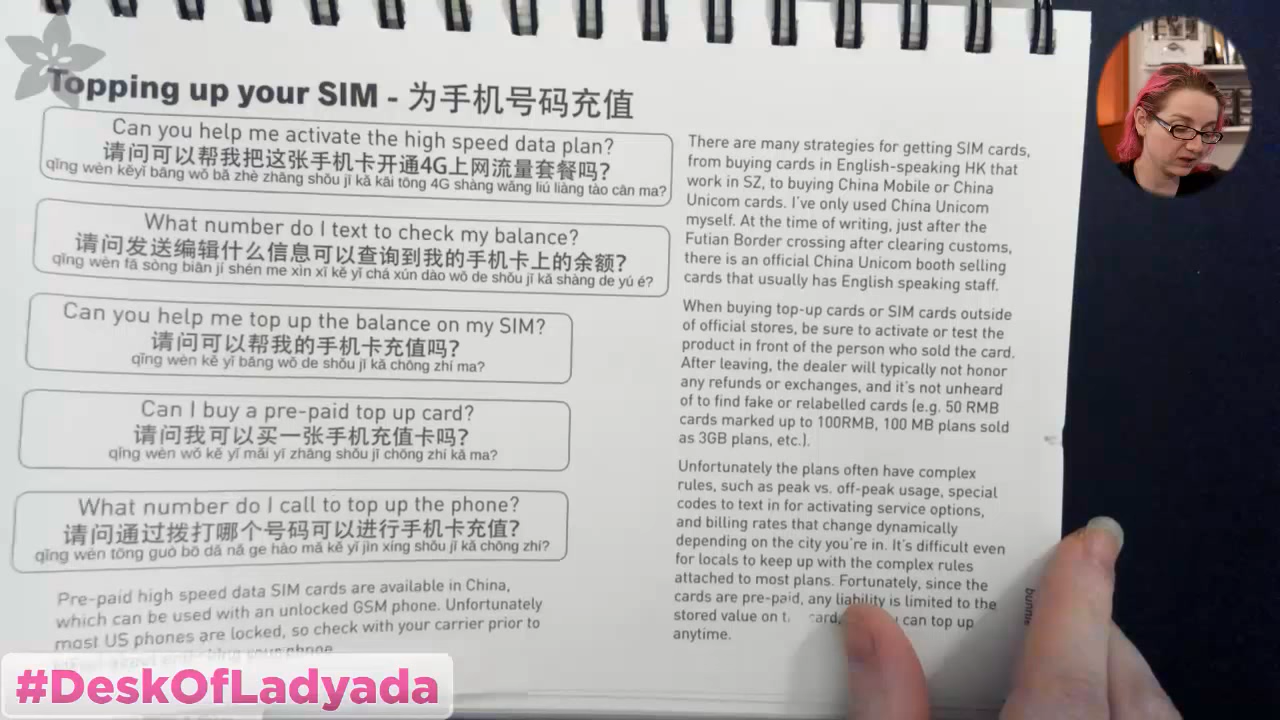 Topping up your SIM - 为手机号码充值
Can you help me activate the high speed data plan?
请问可以帮我把这张手机卡开通4G上网流量套餐吗?
qǐng wèn kěyǐ bāng wǒ bǎ zhè zhāng shǒu jī kǎ kāi tōng 4G shàng wǎng liú liàng tào cān ma?
What number do I text to check my balance?
请问发送编辑什么信息可以查询到我的手机卡上的余额?
qǐng wèn fā sòng biān jí shén me xìn xī kě yǐ chá xún dào wǒ de shǒu jī kǎ shàng de yú é?
Can you help me top up the balance on my SIM?
请问可以帮我的手机卡充值吗?
qǐng wèn kě yǐ bāng wǒ de shǒu jī kǎ chōng zhí ma?
Can I buy a pre-paid top up card?
请问我可以买一张手机充值卡吗?
qǐng wèn wǒ kě yǐ mǎi yī zhāng shǒu jī chōng zhí kǎ ma?
What number do I call to top up the phone?
请问通过拨打哪个号码可以进行手机卡充值?
qǐng wèn tōng guò bō dǎ nǎ ge hào mǎ kě yǐ jìn xíng shǒu jī kǎ chōng zhí?
Pre-paid high speed data SIM cards are available in China,
which can be used with an unlocked GSM phone. Unfortunately
most US phones are locked, so check with your carrier prior to
your phone.
There are many strategies for getting SIM cards,
from buying cards in English-speaking HK that
work in SZ, to buying China Mobile or China
Unicom cards. I've only used China Unicom
myself. At the time of writing, just after the
Futian Border crossing after clearing customs,
there is an official China Unicom booth selling
cards that usually has English speaking staff.
When buying top-up cards or SIM cards outside
of official stores, be sure to activate or test the
product in front of the person who sold the card.
After leaving, the dealer will typically not honor
any refunds or exchanges, and it's not unheard
of to find fake or relabelled cards (e.g. 50 RMB
cards marked up to 100RMB, 100 MB plans sold
as 3GB plans, etc.).
Unfortunately the plans often have complex
rules, such as peak vs. off-peak usage, special
codes to text in for activating service options,
and billing rates that change dynamically
depending on the city you're in. It's difficult even
for locals to keep up with the complex rules
attached to most plans. Fortunately, since the
cards are pre-paid, any liability is limited to the
stored value on card, can top up
anytime.
bunnie
#DeskOfLadyada